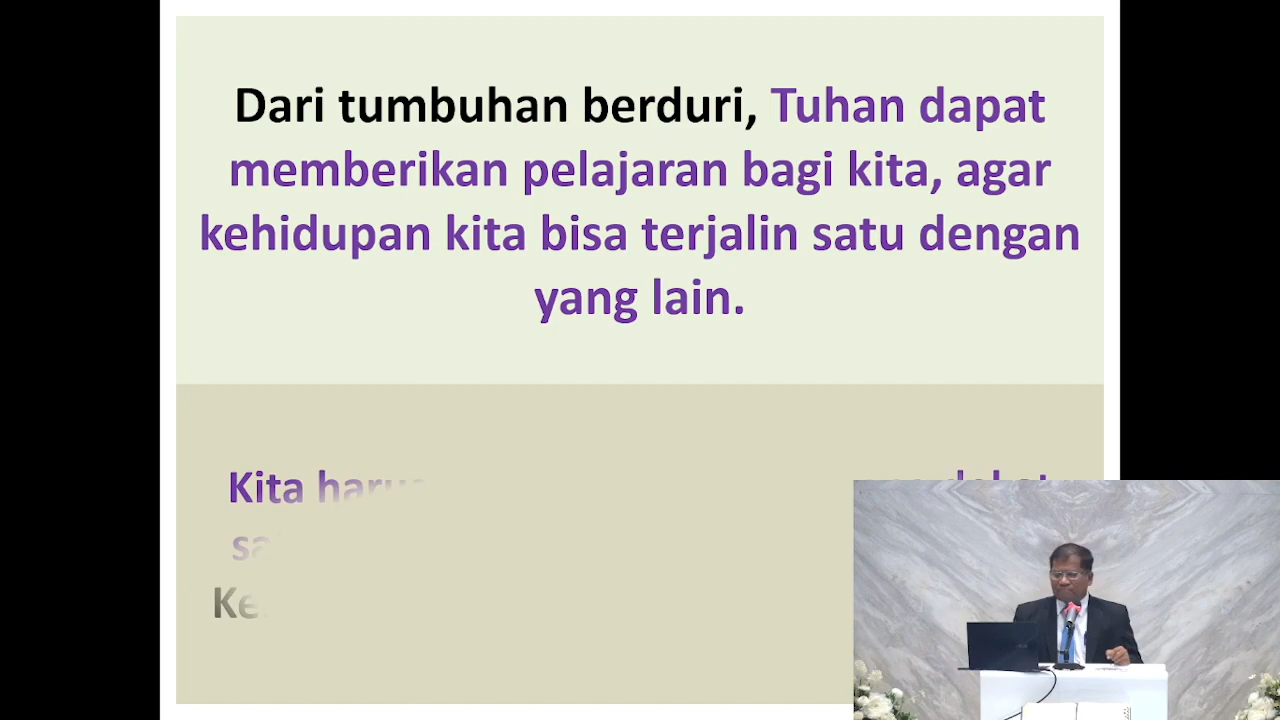 Dari tumbuhan berduri, Tuhan dapat
memberikan pelajaran bagi kita, agar
kehidupan kita bisa terjalin satu dengan
yang lain.
Kita harus